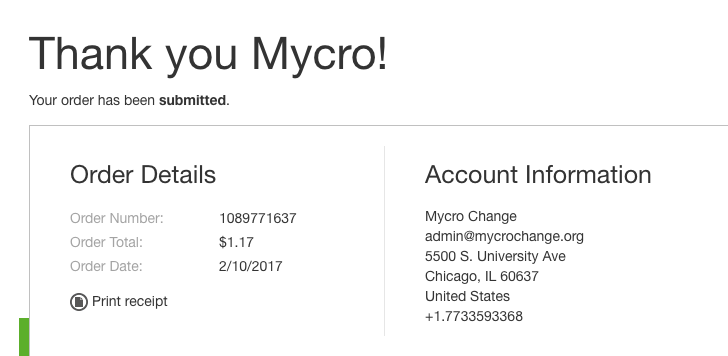 Thank you Mycro!
Your order has been submitted.
Order Details
Order Number: 1089771637
Order Total: $1.17
Order Date: 2/10/2017
Print receipt
Account Information
Mycro Change
admin@mycrochange.org
5500 S. University Ave
Chicago, IL 60637
United States
+1.7733593368